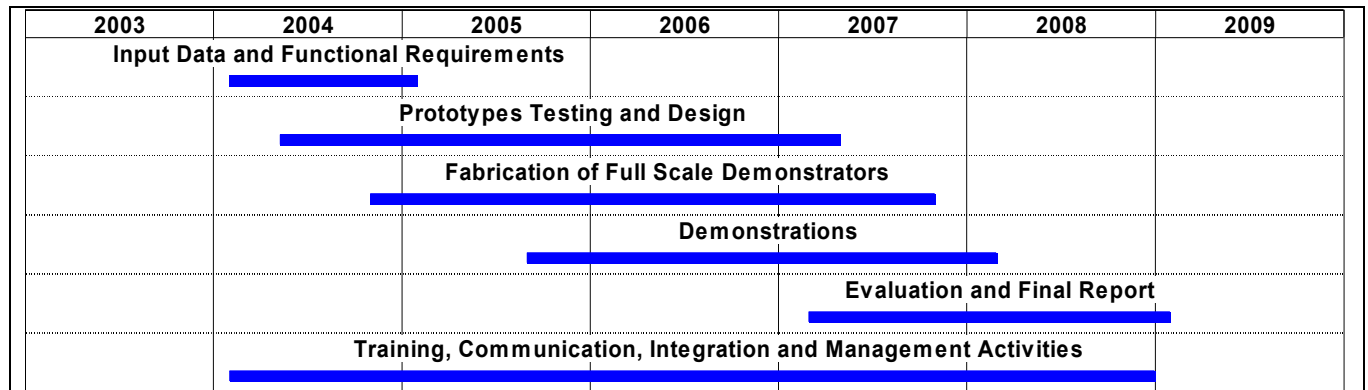 2003 2004 2005 2006 2007 2008 2009
Input Data and Functional Requirements
Prototypes Testing and Design
Fabrication of Full Scale Demonstrators
Demonstrations
Evaluation and Final Report
Training, Communication, Integration and Management Activities